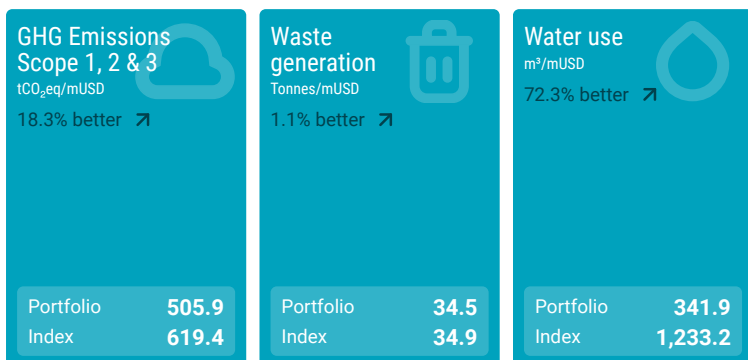 GHG Emissions
Scope 1, 2 & 3
tCO₂eq/mUSD
18.3% better
Portfolio 505.9
Index 619.4
Waste
generation
Tonnes/mUSD
1.1% better
Portfolio 34.5
Index 34.9
Water use
m³/mUSD
72.3% better
Portfolio 341.9
Index 1,233.2